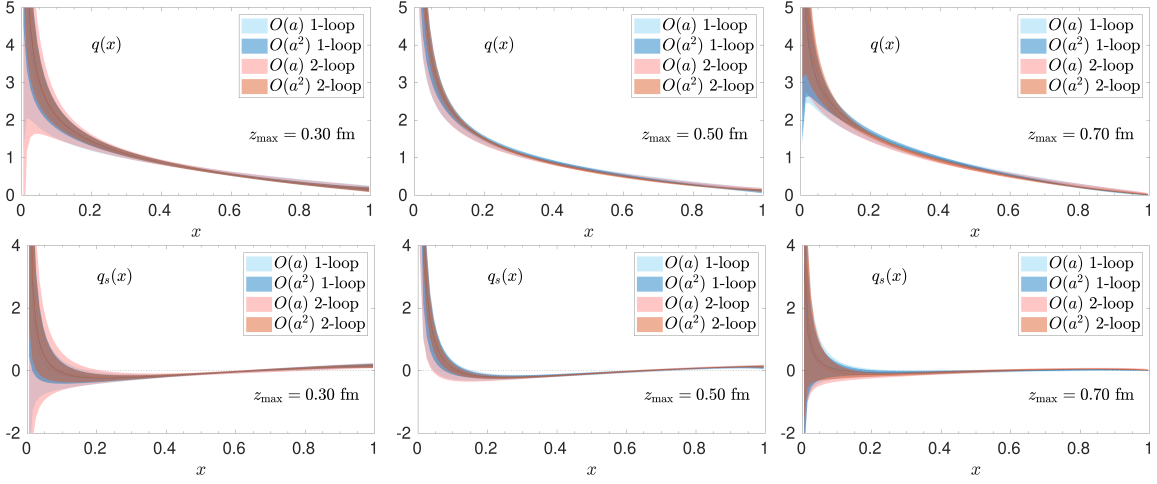 5
4
3
2
1
0
0
0.2
0.4
0.6
0.8
1
x
q(x)
O(a) 1-loop
O(a²) 1-loop
O(a) 2-loop
O(a²) 2-loop
z_max = 0.30 fm
5
4
3
2
1
0
0
0.2
0.4
0.6
0.8
1
x
q(x)
O(a) 1-loop
O(a²) 1-loop
O(a) 2-loop
O(a²) 2-loop
z_max = 0.50 fm
5
4
3
2
1
0
0
0.2
0.4
0.6
0.8
1
x
q(x)
O(a) 1-loop
O(a²) 1-loop
O(a) 2-loop
O(a²) 2-loop
z_max = 0.70 fm
4
2
0
-2
0
0.2
0.4
0.6
0.8
1
x
q_s(x)
O(a) 1-loop
O(a²) 1-loop
O(a) 2-loop
O(a²) 2-loop
z_max = 0.30 fm
4
2
0
-2
0
0.2
0.4
0.6
0.8
1
x
q_s(x)
O(a) 1-loop
O(a²) 1-loop
O(a) 2-loop
O(a²) 2-loop
z_max = 0.50 fm
4
2
0
-2
0
0.2
0.4
0.6
0.8
1
x
q_s(x)
O(a) 1-loop
O(a²) 1-loop
O(a) 2-loop
O(a²) 2-loop
z_max = 0.70 fm